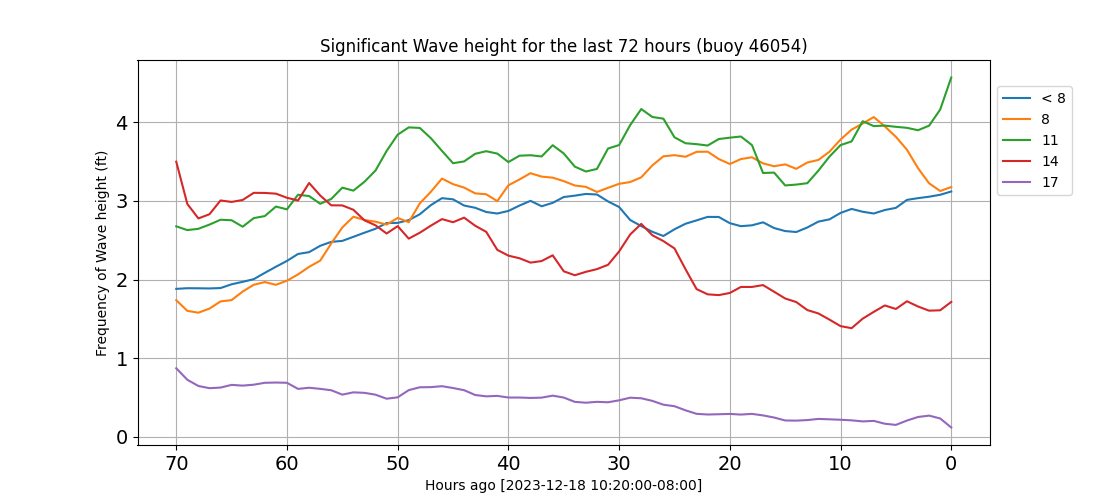 Significant Wave height for the last 72 hours (buoy 46054)
Frequency of Wave height (ft)
4
3
2
1
0
70 60 50 40 30 20 10 0
Hours ago [2023-12-18 10:20:00-08:00]
< 8
8
11
14
17